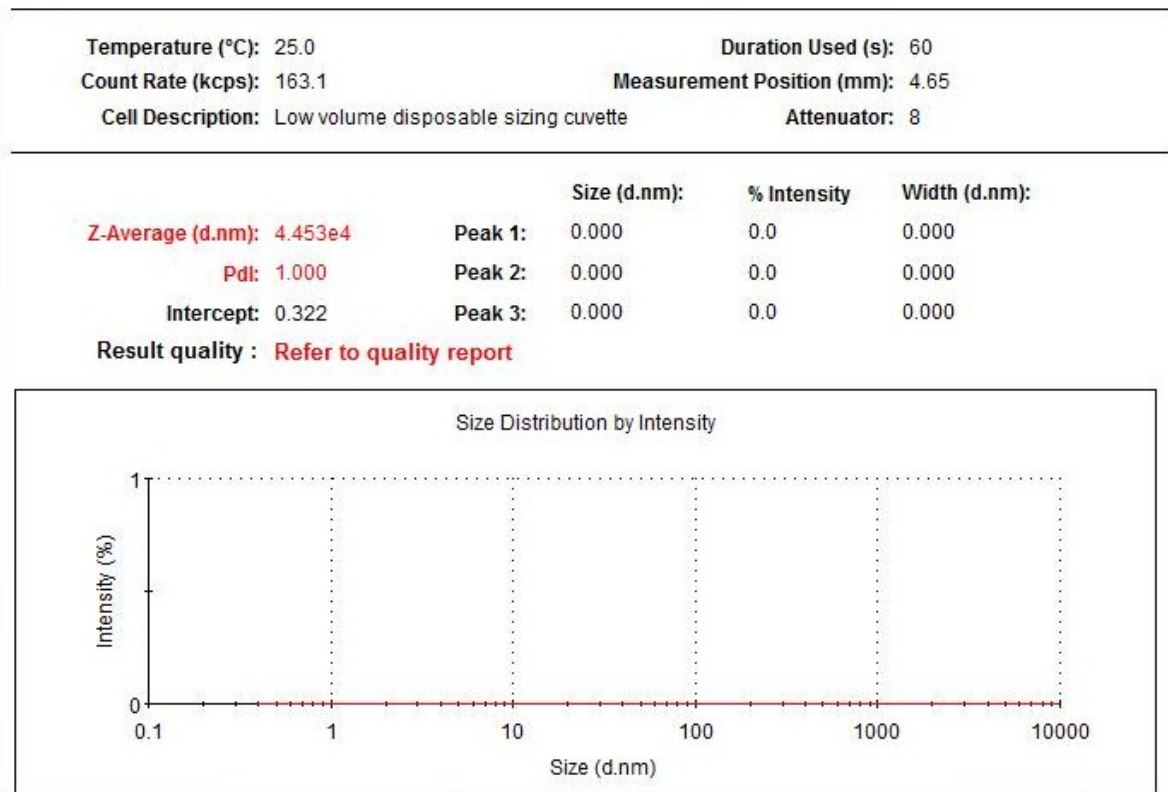 Temperature (ºC): 25.0 Duration Used (s): 60
Count Rate (kcps): 163.1 Measurement Position (mm): 4.65
Cell Description: Low volume disposable sizing cuvette Attenuator: 8
Size (d.nm): % Intensity Width (d.nm):
Z-Average (d.nm): 4.453e4 Peak 1: 0.000 0.0 0.000
PdI: 1.000 Peak 2: 0.000 0.0 0.000
Intercept: 0.322 Peak 3: 0.000 0.0 0.000
Result quality : Refer to quality report
Size Distribution by Intensity
1
Intensity (%)
0
0.1 1 10 100 1000 10000
Size (d.nm)